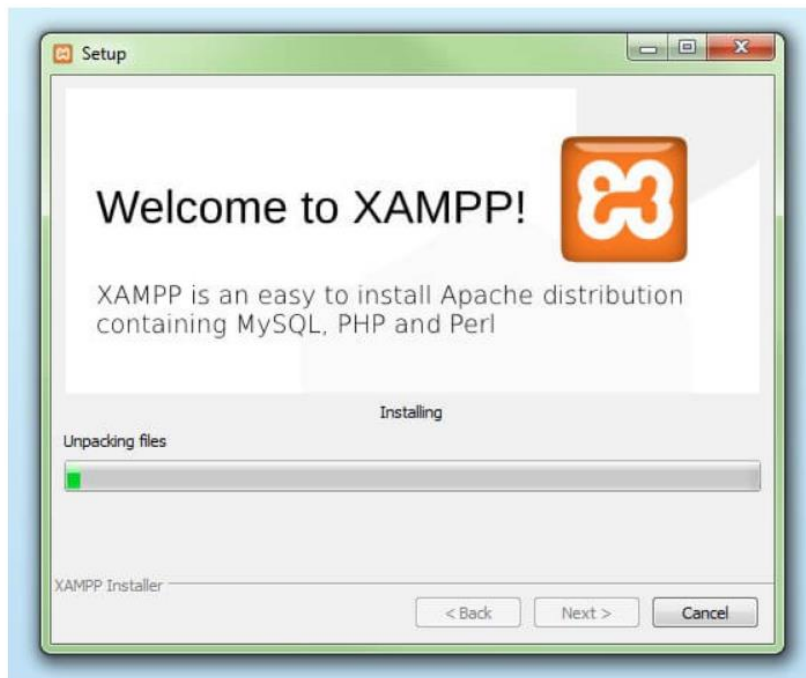 Setup
Welcome to XAMPP!
XAMPP is an easy to install Apache distribution
containing MySQL, PHP and Perl
Installing
Unpacking files
XAMPP Installer
< Back
Next >
Cancel